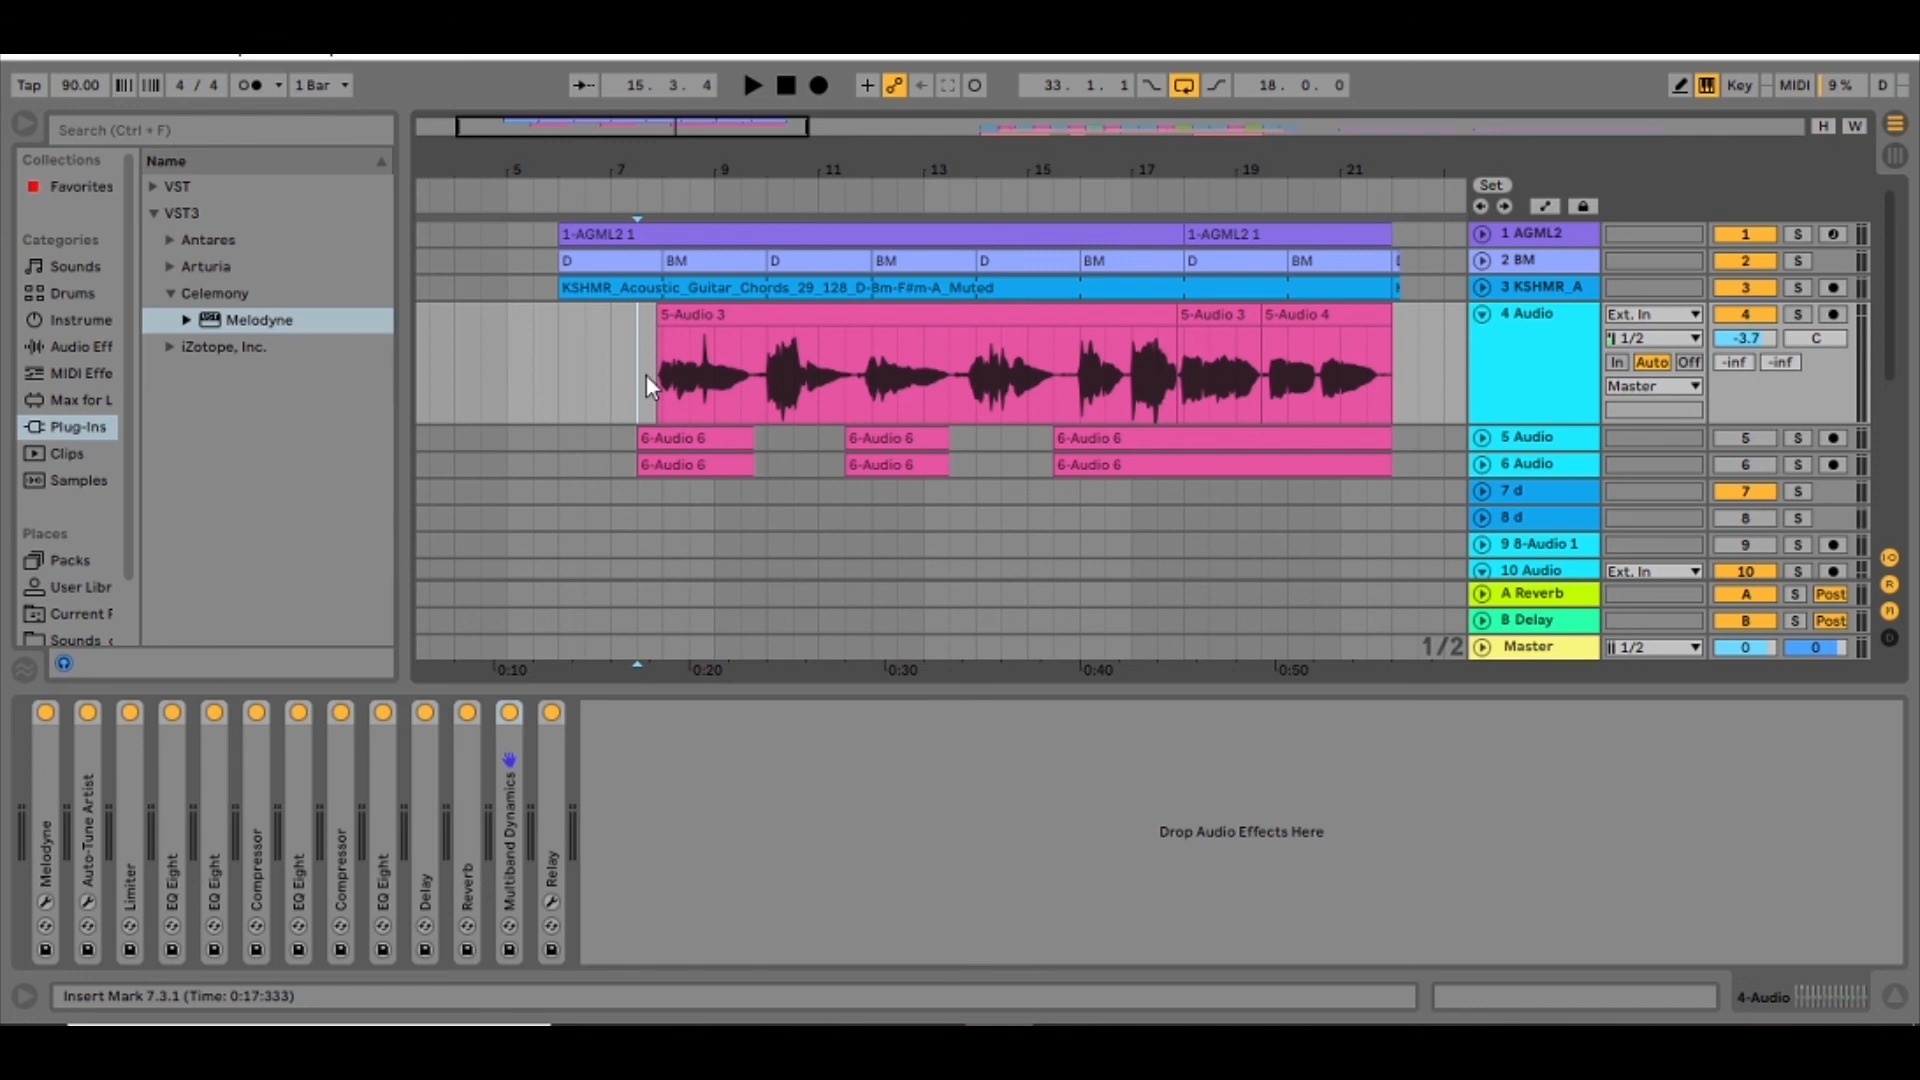 Tap 90.00 4 / 4 1 Bar 15. 3. 4 33. 1. 1 18. 0. 0 Key MIDI 9 % D
Search (Ctrl + F)
H W
Collections
Favorites
Categories
Sounds
Drums
Instrume
Audio Eff
MIDI Effe
Max for L
Plug-Ins
Clips
Samples
Places
Packs
User Libr
Current F
Sounds
Name
VST
VST3
Antares
Arturia
Celemony
Melodyne
iZotope, Inc.
5 7 9 11 13 15 17 19 21
Set
1-AGML2 1 1-AGML2 1
D BM D BM D BM D BM
KSHMR_Acoustic_Guitar_Chords_29_128_D-Bm-F#m-A_Muted
5-Audio 3 5-Audio 3 5-Audio 4
6-Audio 6 6-Audio 6 6-Audio 6
6-Audio 6 6-Audio 6 6-Audio 6
1/2
0:10 0:20 0:30 0:40 0:50
1 AGML2 1 S
2 BM 2 S
3 KSHMR_A 3 S
4 Audio Ext. In 4 S
1/2 -3.7 C
In Auto Off -inf -inf
Master
5 Audio 5 S
6 Audio 6 S
7 d 7 S
8 d 8 S
9 8-Audio 1 9 S
10 Audio Ext. In 10 S
A Reverb A S Post
B Delay B S Post
Master 1/2 0 0
Melodyne
Auto-Tune Artist
Limiter
EQ Eight
EQ Eight
Compressor
EQ Eight
Compressor
EQ Eight
Delay
Reverb
Multiband Dynamics
Relay
Drop Audio Effects Here
Insert Mark 7.3.1 (Time: 0:17:333)
4-Audio